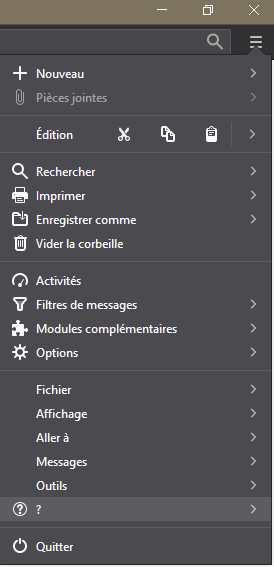 Nouveau
Pièces jointes
Édition
Rechercher
Imprimer
Enregistrer comme
Vider la corbeille
Activités
Filtres de messages
Modules complémentaires
Options
Fichier
Affichage
Aller à
Messages
Outils
?
Quitter